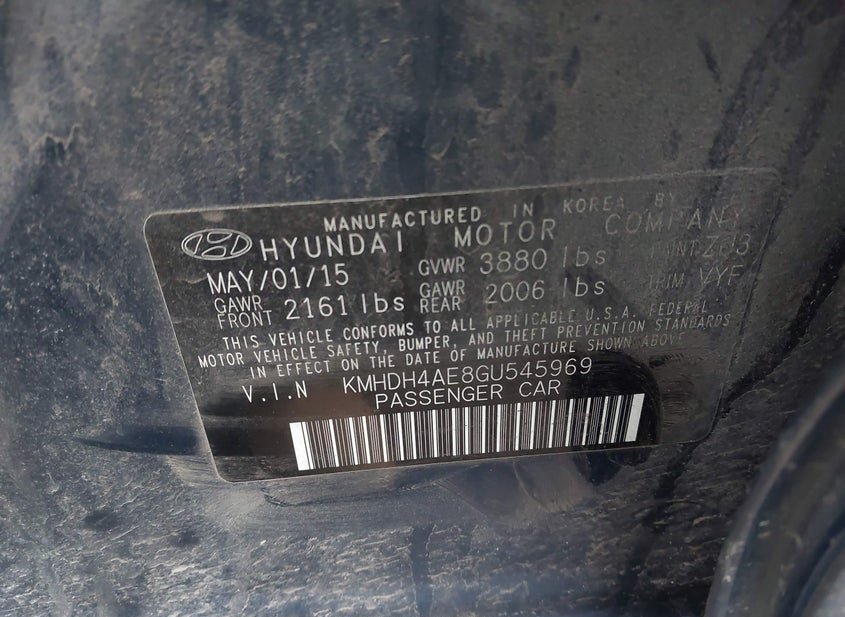 MANUFACTURED IN KOREA BY
HYUNDAI MOTOR COMPANY
MAY/01/15 GVWR 3880 lbs
GAWR FRONT 2161 lbs GAWR REAR 2006 lbs TRIM VYF
THIS VEHICLE CONFORMS TO ALL APPLICABLE U.S.A. FEDERAL
MOTOR VEHICLE SAFETY, BUMPER, AND THEFT PREVENTION STANDARDS
IN EFFECT ON THE DATE OF MANUFACTURE SHOWN ABOVE
V.I.N KMHDH4AE8GU545969
PASSENGER CAR